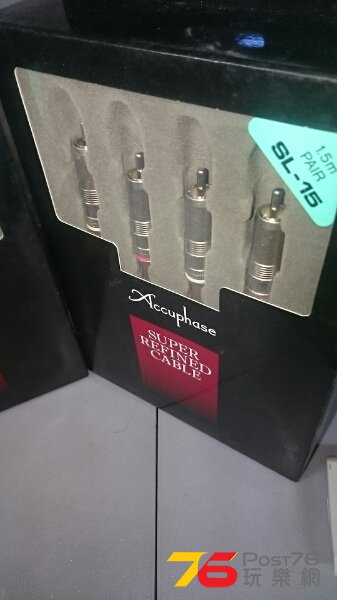 1.5m
PAIR
SL-15
Accuphase
SUPER
REFINED
CABLE
76 Post76
玩樂網